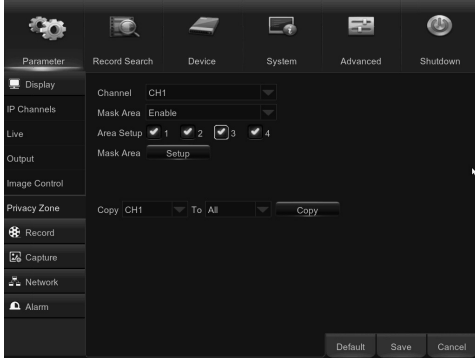 Parameter Record Search Device System Advanced Shutdown
Display
IP Channels
Live
Output
Image Control
Privacy Zone
Record
Capture
Network
Alarm
Channel CH1
Mask Area Enable
Area Setup 1 2 3 4
Mask Area Setup
Copy CH1 To All Copy
Default Save Cancel